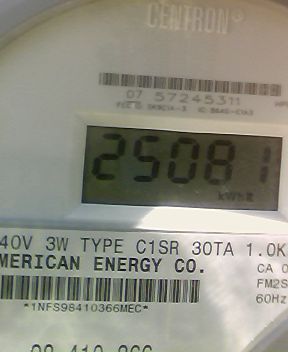 CENTRON®
07 57245311
25081
kWh
40V 3W TYPE C1SR 30TA 1.0K
MERICAN ENERGY CO.
CA 0
FM2S
60Hz
*1NFS98410366MEC*